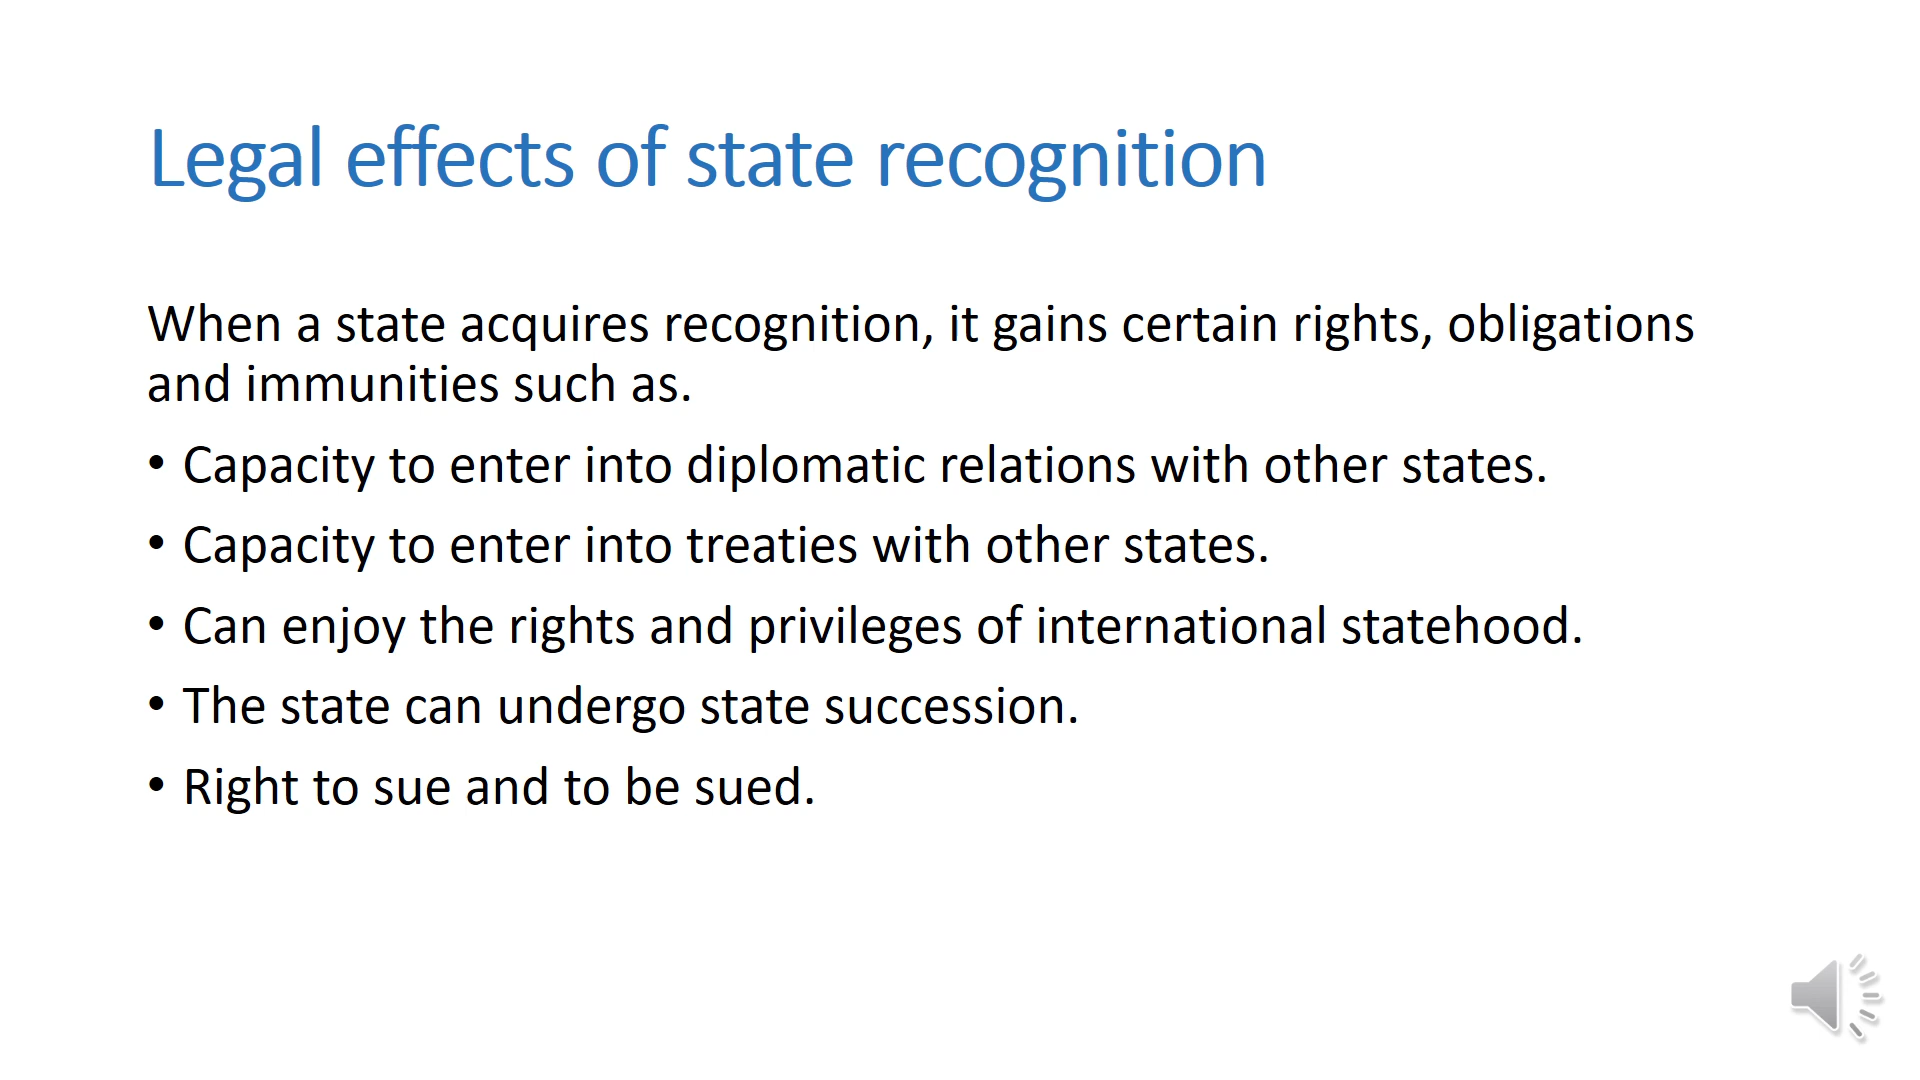 Legal effects of state recognition
When a state acquires recognition, it gains certain rights, obligations
and immunities such as.
• Capacity to enter into diplomatic relations with other states.
• Capacity to enter into treaties with other states.
• Can enjoy the rights and privileges of international statehood.
• The state can undergo state succession.
• Right to sue and to be sued.